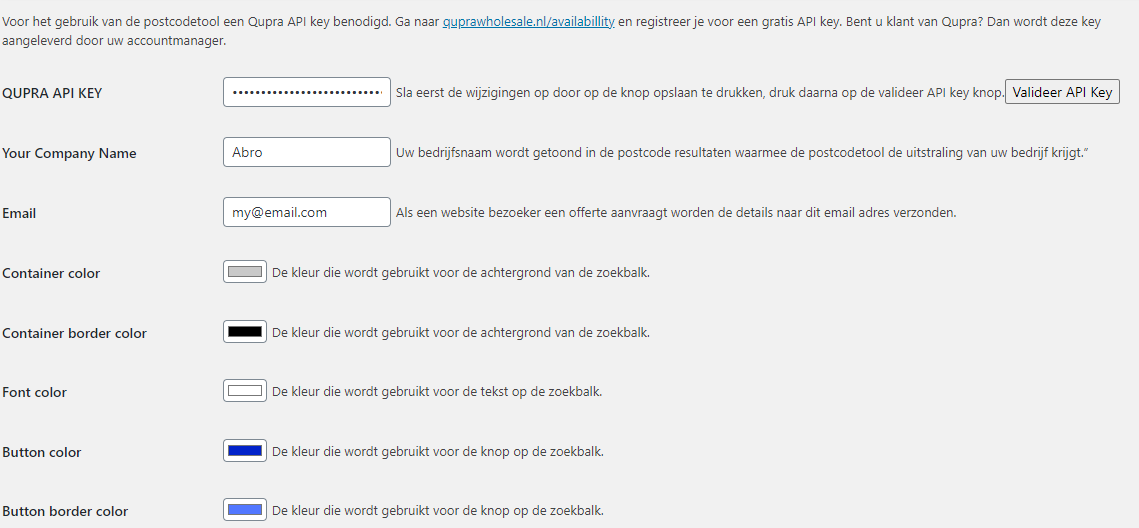 Voor het gebruik van de postcodetool een Qupra API key benodigd. Ga naar quprawholesale.nl/availabillity en registreer je voor een gratis API key. Bent u klant van Qupra? Dan wordt deze key
aangeleverd door uw accountmanager.
QUPRA API KEY •••••••••••••••••••••••••••• Sla eerst de wijzigingen op door op de knop opslaan te drukken, druk daarna op de valideer API key knop. Valideer API Key
Your Company Name Abro Uw bedrijfsnaam wordt getoond in de postcode resultaten waarmee de postcodetool de uitstraling van uw bedrijf krijgt.”
Email my@email.com Als een website bezoeker een offerte aanvraagt worden de details naar dit email adres verzonden.
Container color De kleur die wordt gebruikt voor de achtergrond van de zoekbalk.
Container border color De kleur die wordt gebruikt voor de achtergrond van de zoekbalk.
Font color De kleur die wordt gebruikt voor de tekst op de zoekbalk.
Button color De kleur die wordt gebruikt voor de knop op de zoekbalk.
Button border color De kleur die wordt gebruikt voor de knop op de zoekbalk.